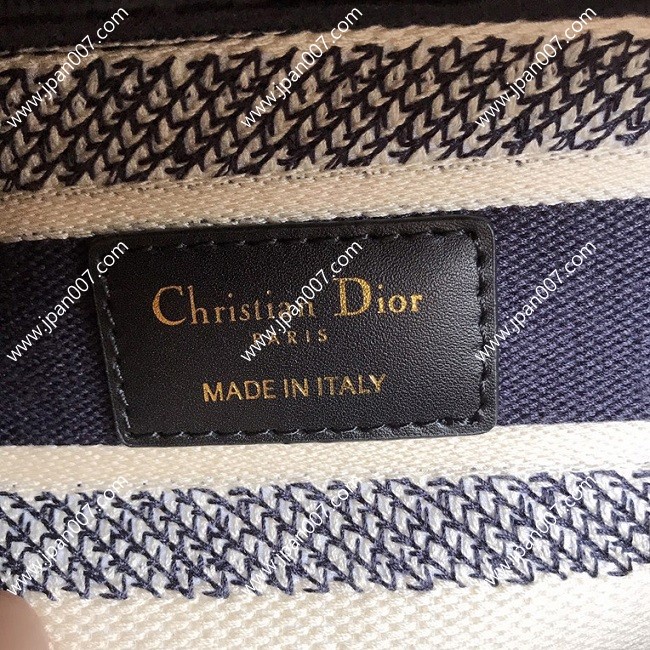 Christian Dior
PARIS
MADE IN ITALY
www.jpan007.com